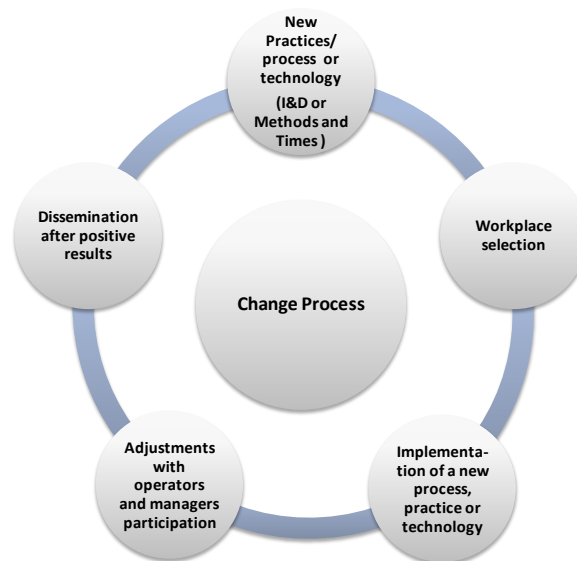 New
Practices/
process or
technology
(I&D or
Methods and
Times )
Workplace
selection
Implementa-
tion of a new
process,
practice or
technology
Adjustments
with
operators
and managers
participation
Dissemination
after positive
results
Change Process